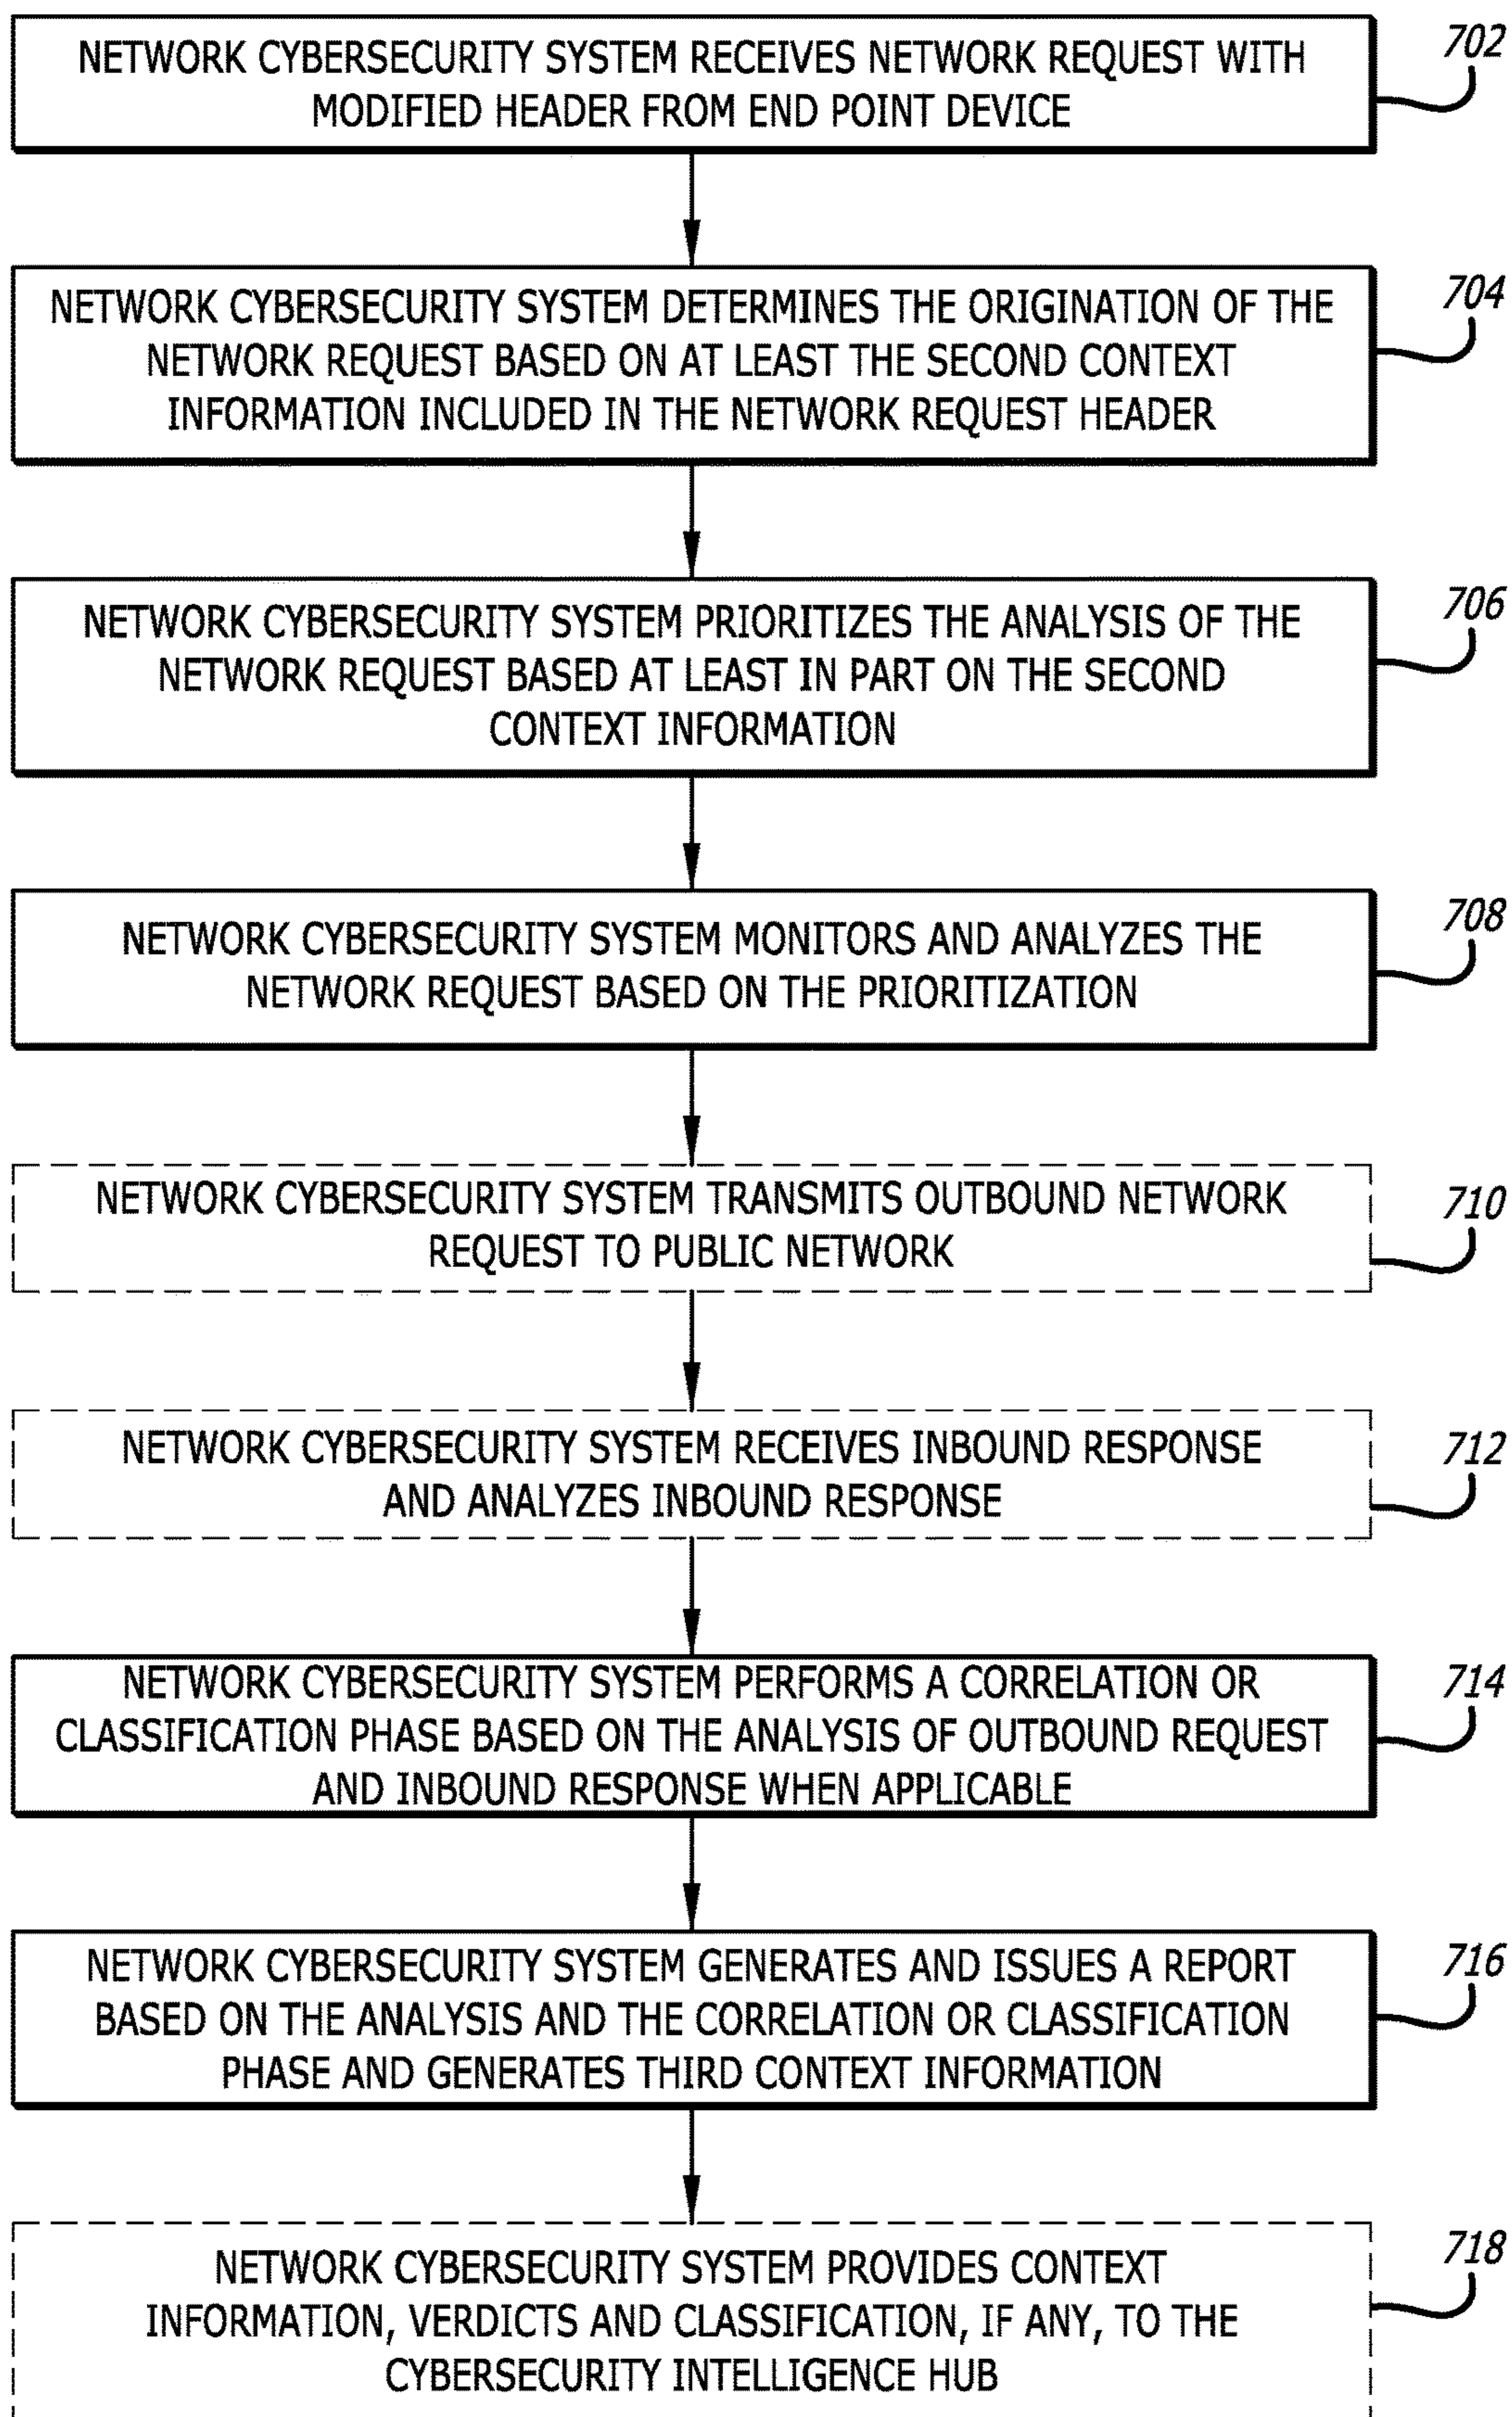 NETWORK CYBERSECURITY SYSTEM RECEIVES NETWORK REQUEST WITH
MODIFIED HEADER FROM END POINT DEVICE
702
NETWORK CYBERSECURITY SYSTEM DETERMINES THE ORIGINATION OF THE
NETWORK REQUEST BASED ON AT LEAST THE SECOND CONTEXT
INFORMATION INCLUDED IN THE NETWORK REQUEST HEADER
704
NETWORK CYBERSECURITY SYSTEM PRIORITIZES THE ANALYSIS OF THE
NETWORK REQUEST BASED AT LEAST IN PART ON THE SECOND
CONTEXT INFORMATION
706
NETWORK CYBERSECURITY SYSTEM MONITORS AND ANALYZES THE
NETWORK REQUEST BASED ON THE PRIORITIZATION
708
NETWORK CYBERSECURITY SYSTEM TRANSMITS OUTBOUND NETWORK
REQUEST TO PUBLIC NETWORK
710
NETWORK CYBERSECURITY SYSTEM RECEIVES INBOUND RESPONSE
AND ANALYZES INBOUND RESPONSE
712
NETWORK CYBERSECURITY SYSTEM PERFORMS A CORRELATION OR
CLASSIFICATION PHASE BASED ON THE ANALYSIS OF OUTBOUND REQUEST
AND INBOUND RESPONSE WHEN APPLICABLE
714
NETWORK CYBERSECURITY SYSTEM GENERATES AND ISSUES A REPORT
BASED ON THE ANALYSIS AND THE CORRELATION OR CLASSIFICATION
PHASE AND GENERATES THIRD CONTEXT INFORMATION
716
NETWORK CYBERSECURITY SYSTEM PROVIDES CONTEXT
INFORMATION, VERDICTS AND CLASSIFICATION, IF ANY, TO THE
CYBERSECURITY INTELLIGENCE HUB
718